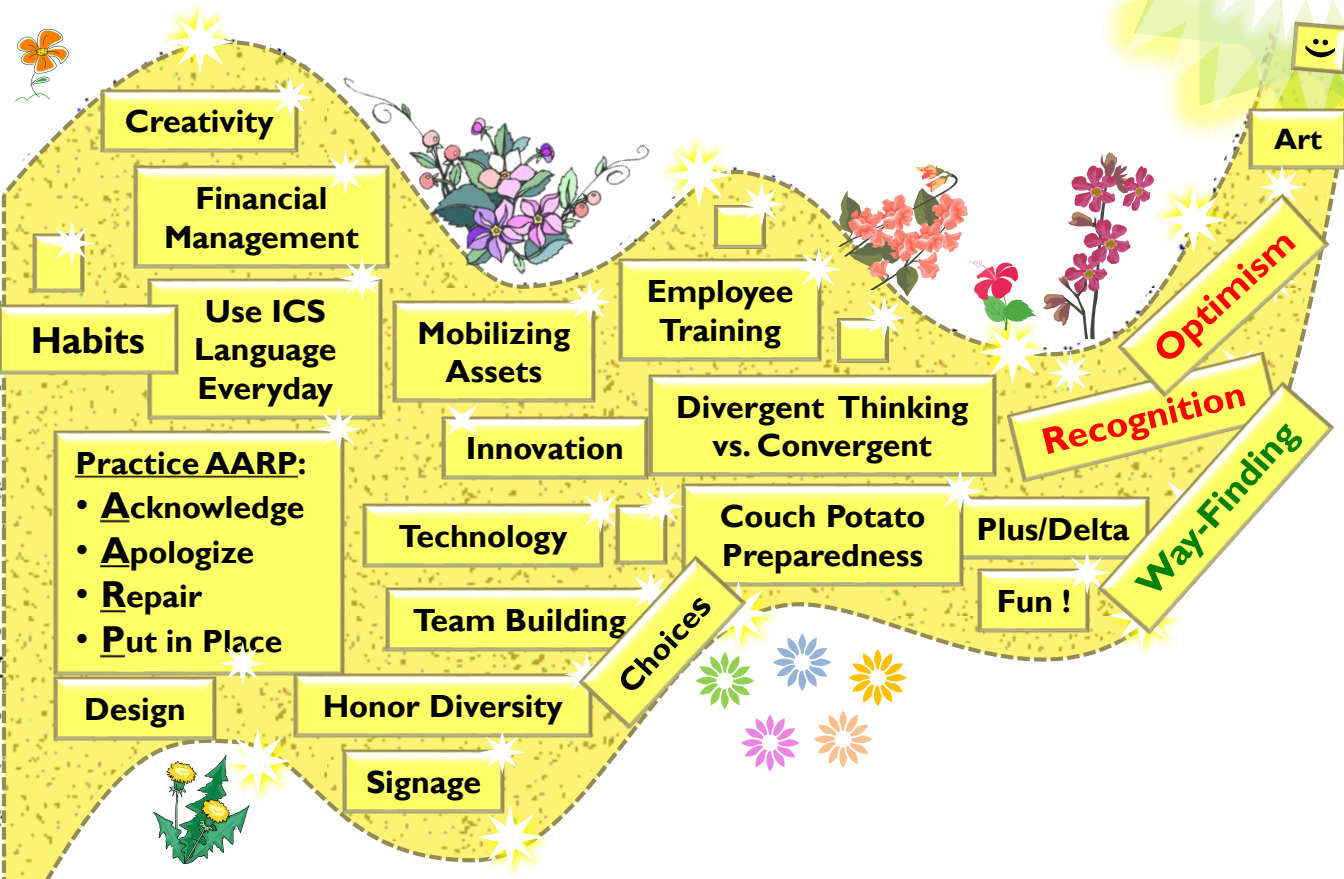 Creativity
Financial
Management
Habits
Use ICS
Language
Everyday
Mobilizing
Assets
Employee
Training
Art
Optimism
Recognition
Way-Finding
Innovation
Divergent Thinking
vs. Convergent
Practice AARP:
• Acknowledge
• Apologize
• Repair
• Put in Place
Technology
Couch Potato
Preparedness
Plus/Delta
Fun !
Team Building
Choices
Design
Honor Diversity
Signage